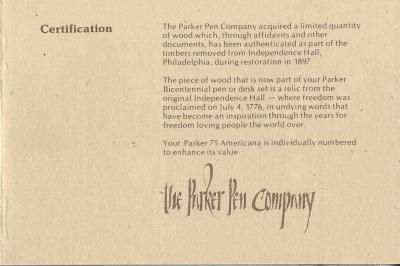 Certification
The Parker Pen Company acquired a limited quantity
of wood which, through affidavits and other
documents, has been authenticated as part of the
timbers removed from Independence Hall,
Philadelphia, during restoration in 1897.
The piece of wood that is now part of your Parker
Bicentennial pen or desk set is a relic from the
original Independence Hall — where freedom was
proclaimed on July 4, 1776, in undying words that
have become an inspiration through the years for
freedom loving people the world over.
Your Parker 75 Americana is individually numbered
to enhance its value.
the Parker Pen Company